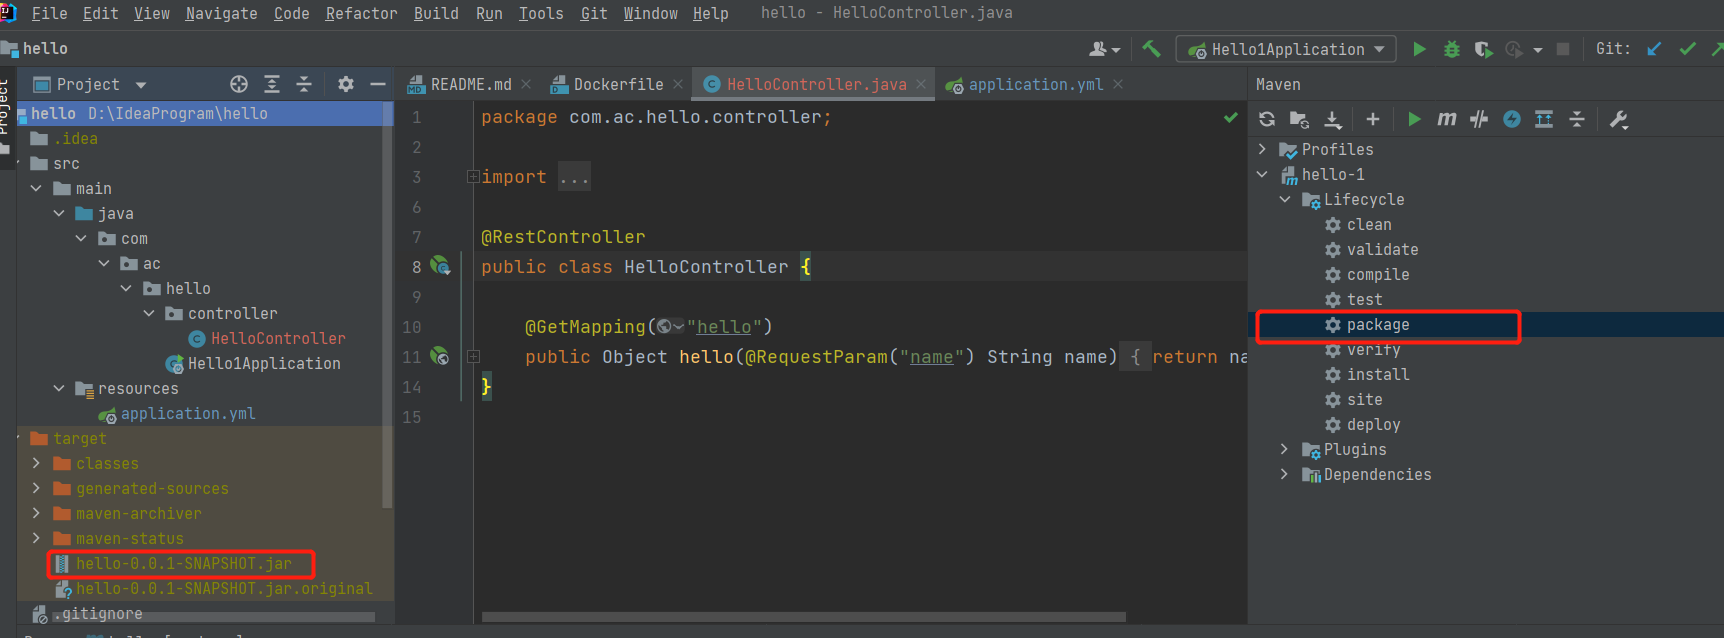 File Edit View Navigate Code Refactor Build Run Tools Git Window Help hello - HelloController.java
hello
Hello1Application
Git:
Project
Project
hello D:\IdeaProgram\hello
.idea
src
main
java
com
ac
hello
controller
HelloController
Hello1Application
resources
application.yml
target
classes
generated-sources
maven-archiver
maven-status
hello-0.0.1-SNAPSHOT.jar
hello-0.0.1-SNAPSHOT.jar.original
.gitignore
README.md Dockerfile HelloController.java application.yml
1 package com.ac.hello.controller;
2
3 import ...
6
7 @RestController
8 public class HelloController {
9
10 @GetMapping("hello")
11 public Object hello(@RequestParam("name") String name) { return na
14 }
15
Maven
Profiles
hello-1
Lifecycle
clean
validate
compile
test
package
verify
install
site
deploy
Plugins
Dependencies